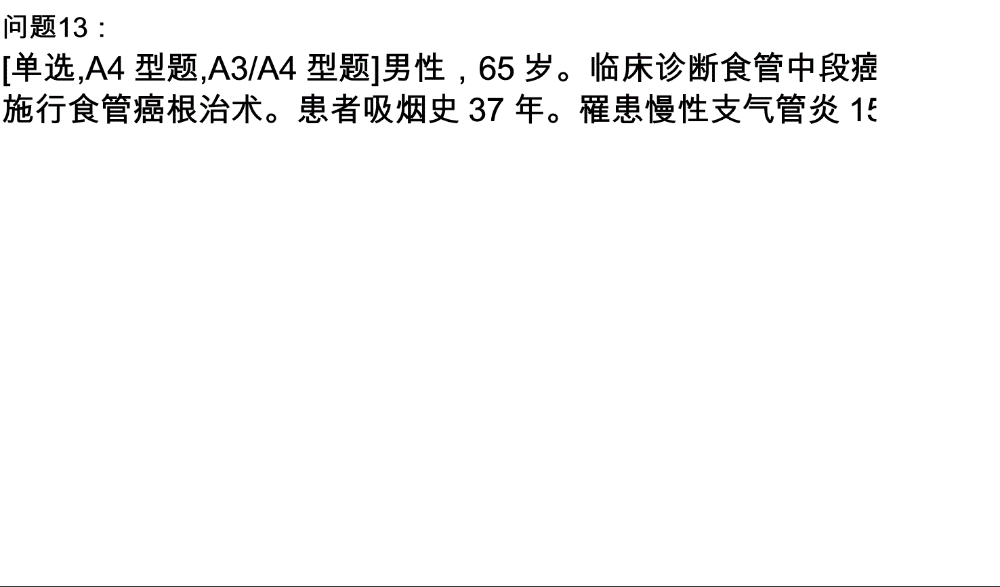 问题13：
[单选,A4 型题,A3/A4 型题]男性，65 岁。临床诊断食管中段癌
施行食管癌根治术。患者吸烟史 37 年。罹患慢性支气管炎 15